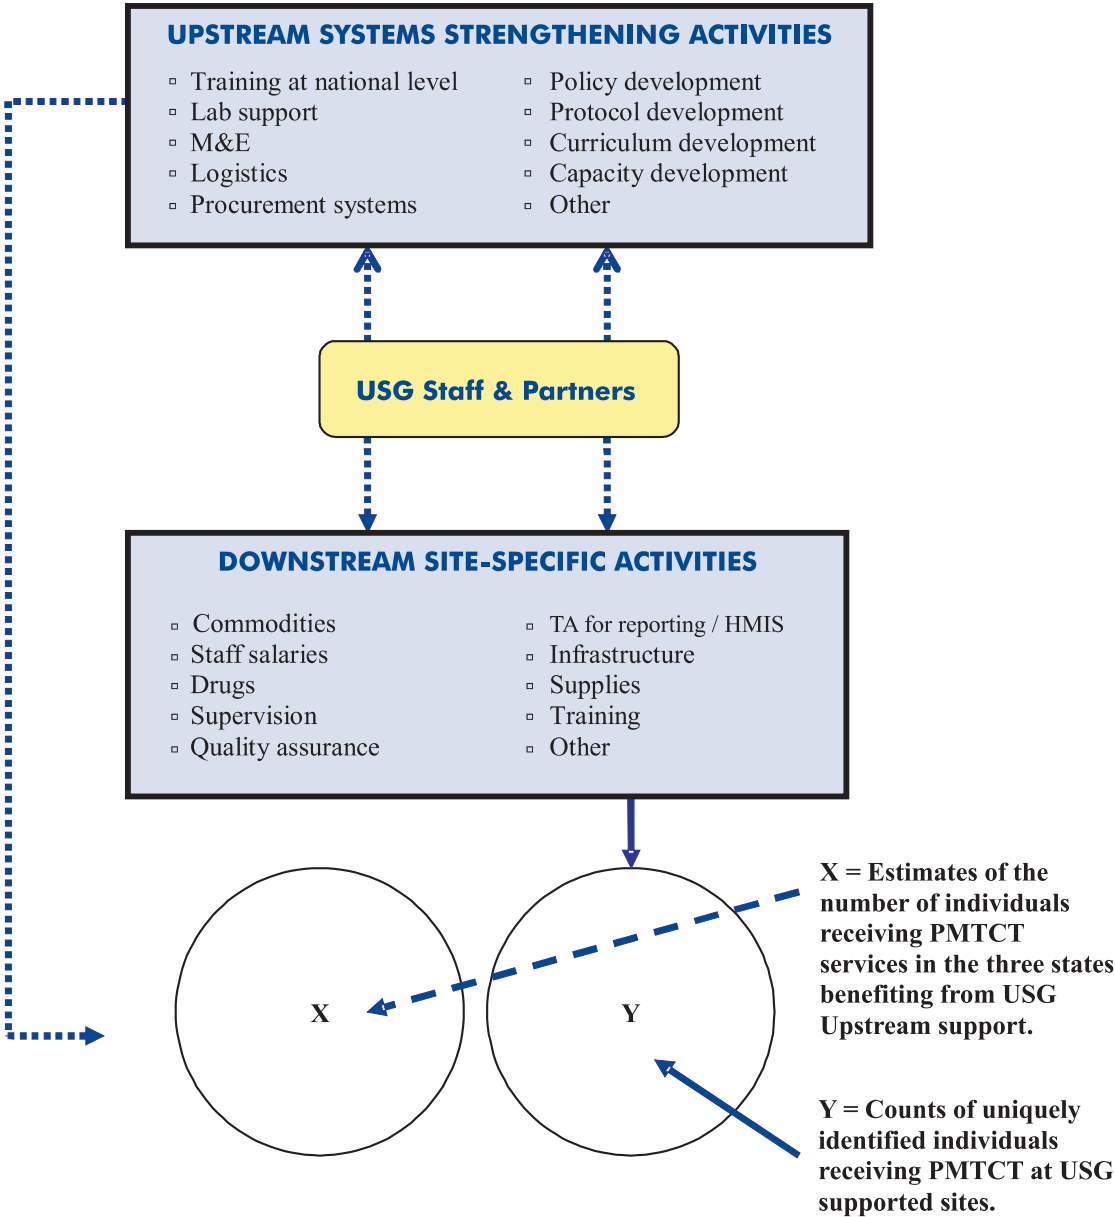 UPSTREAM SYSTEMS STRENGTHENING ACTIVITIES
▫ Training at national level
▫ Lab support
▫ M&E
▫ Logistics
▫ Procurement systems
▫ Policy development
▫ Protocol development
▫ Curriculum development
▫ Capacity development
▫ Other
USG Staff & Partners
DOWNSTREAM SITE-SPECIFIC ACTIVITIES
▫ Commodities
▫ Staff salaries
▫ Drugs
▫ Supervision
▫ Quality assurance
▫ TA for reporting / HMIS
▫ Infrastructure
▫ Supplies
▫ Training
▫ Other
X
Y
X = Estimates of the
number of individuals
receiving PMTCT
services in the three states
benefiting from USG
Upstream support.
Y = Counts of uniquely
identified individuals
receiving PMTCT at USG
supported sites.